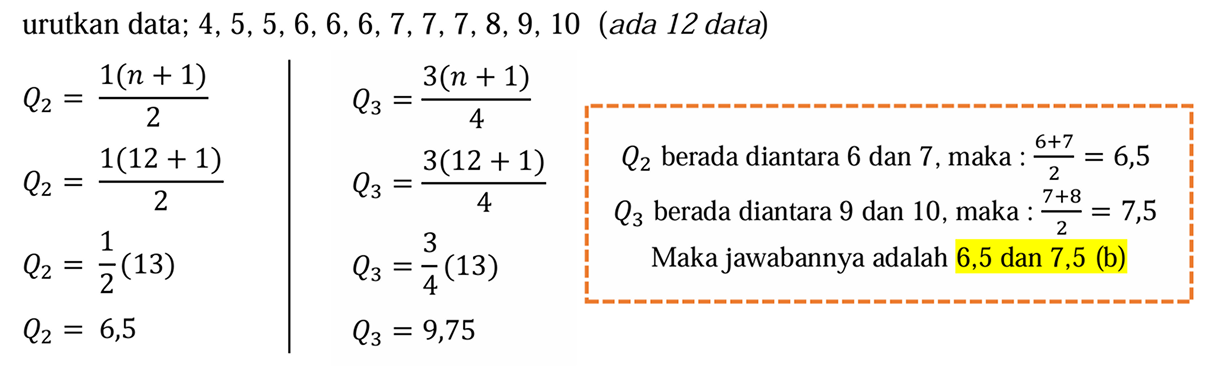 urutkan data; 4, 5, 5, 6, 6, 6, 7, 7, 7, 8, 9, 10 (ada 12 data)
Q₂ = 1(n + 1)/2
Q₂ = 1(12 + 1)/2
Q₂ = 1/2 (13)
Q₂ = 6,5
Q₃ = 3(n + 1)/4
Q₃ = 3(12 + 1)/4
Q₃ = 3/4 (13)
Q₃ = 9,75
Q₂ berada diantara 6 dan 7, maka : 6+7/2 = 6,5
Q₃ berada diantara 9 dan 10, maka : 7+8/2 = 7,5
Maka jawabannya adalah 6,5 dan 7,5 (b)